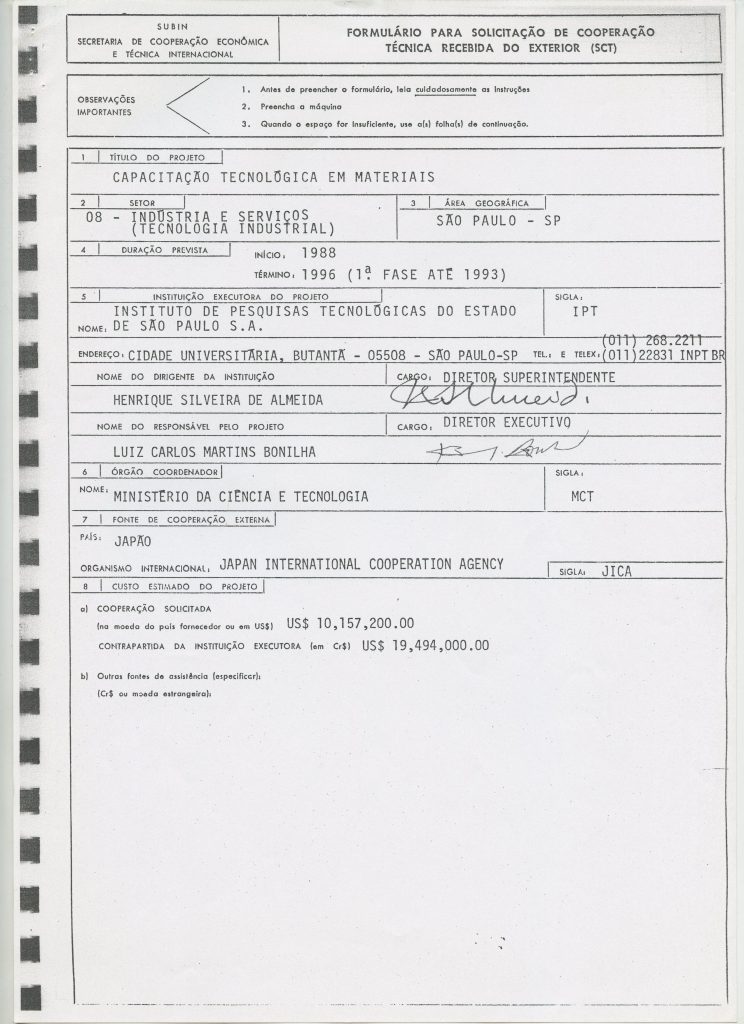 SUBIN
SECRETARIA DE COOPERAÇÃO ECONÔMICA
E TÉCNICA INTERNACIONAL
FORMULÁRIO PARA SOLICITAÇÃO DE COOPERAÇÃO
TÉCNICA RECEBIDA DO EXTERIOR (SCT)
OBSERVAÇÕES
IMPORTANTES
1. Antes de preencher o formulário, leia cuidadosamente as instruções
2. Preencha a máquina
3. Quando o espaço for insuficiente, use a(s) folha(s) de continuação.
1 TÍTULO DO PROJETO
CAPACITAÇÃO TECNOLÓGICA EM MATERIAIS
2 SETOR
08 - INDÚSTRIA E SERVIÇOS
(TECNOLOGIA INDUSTRIAL)
3 ÁREA GEOGRÁFICA
SÃO PAULO - SP
4 DURAÇÃO PREVISTA
INÍCIO: 1988
TÉRMINO: 1996 (1ª FASE ATÉ 1993)
5 INSTITUIÇÃO EXECUTORA DO PROJETO
NOME: INSTITUTO DE PESQUISAS TECNOLÓGICAS DO ESTADO
DE SÃO PAULO S.A.
SIGLA:
IPT
ENDEREÇO: CIDADE UNIVERSITÁRIA, BUTANTÃ - 05508 - SÃO PAULO-SP TEL. E TELEX: (011) 268.2211
(011)22831 INPT BR
NOME DO DIRIGENTE DA INSTITUIÇÃO
CARGO: DIRETOR SUPERINTENDENTE
HENRIQUE SILVEIRA DE ALMEIDA
NOME DO RESPONSÁVEL PELO PROJETO
CARGO: DIRETOR EXECUTIVO
LUIZ CARLOS MARTINS BONILHA
6 ÓRGÃO COORDENADOR
NOME: MINISTÉRIO DA CIÊNCIA E TECNOLOGIA
SIGLA:
MCT
7 FONTE DE COOPERAÇÃO EXTERNA
PAÍS: JAPÃO
ORGANISMO INTERNACIONAL: JAPAN INTERNATIONAL COOPERATION AGENCY
SIGLA: JICA
8 CUSTO ESTIMADO DO PROJETO
a) COOPERAÇÃO SOLICITADA
(na moeda do país fornecedor ou em US$) US$ 10,157,200.00
CONTRAPARTIDA DA INSTITUIÇÃO EXECUTORA (em Cr$) US$ 19,494,000.00
b) Outras fontes de assistência (especificar):
(Cr$ ou moeda estrangeira):